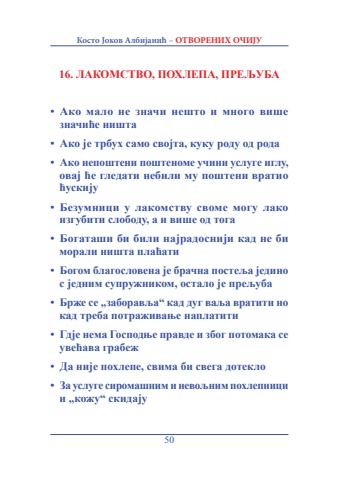 Косто Јоков Албијанић – ОТВОРЕНИХ ОЧИЈУ
16. ЛАКОМСТВО, ПОХЛЕПА, ПРЕЉУБА
• Ако мало не значи нешто и много више
значиће ништа
• Ако је трбух само својта, куку роду од рода
• Ако непоштени поштеноме учини услуге иглу,
овај ће гледати небили му поштени вратио
ћускију
• Безумници у лакомству своме могу лако
изгубити слободу, а и више од тога
• Богаташи би били најрадоснији кад не би
морали ништа плаћати
• Богом благословена је брачна постеља једино
с једним супружником, остало је прељуба
• Брже се „заборавља“ кад дуг ваља вратити но
кад треба потраживање наплатити
• Гдје нема Господње правде и због потомака се
увећава грабеж
• Да није похлепе, свима би свега дотекло
• За услуге сиромашним и невољним похлепници
и „кожу“ скидају
50